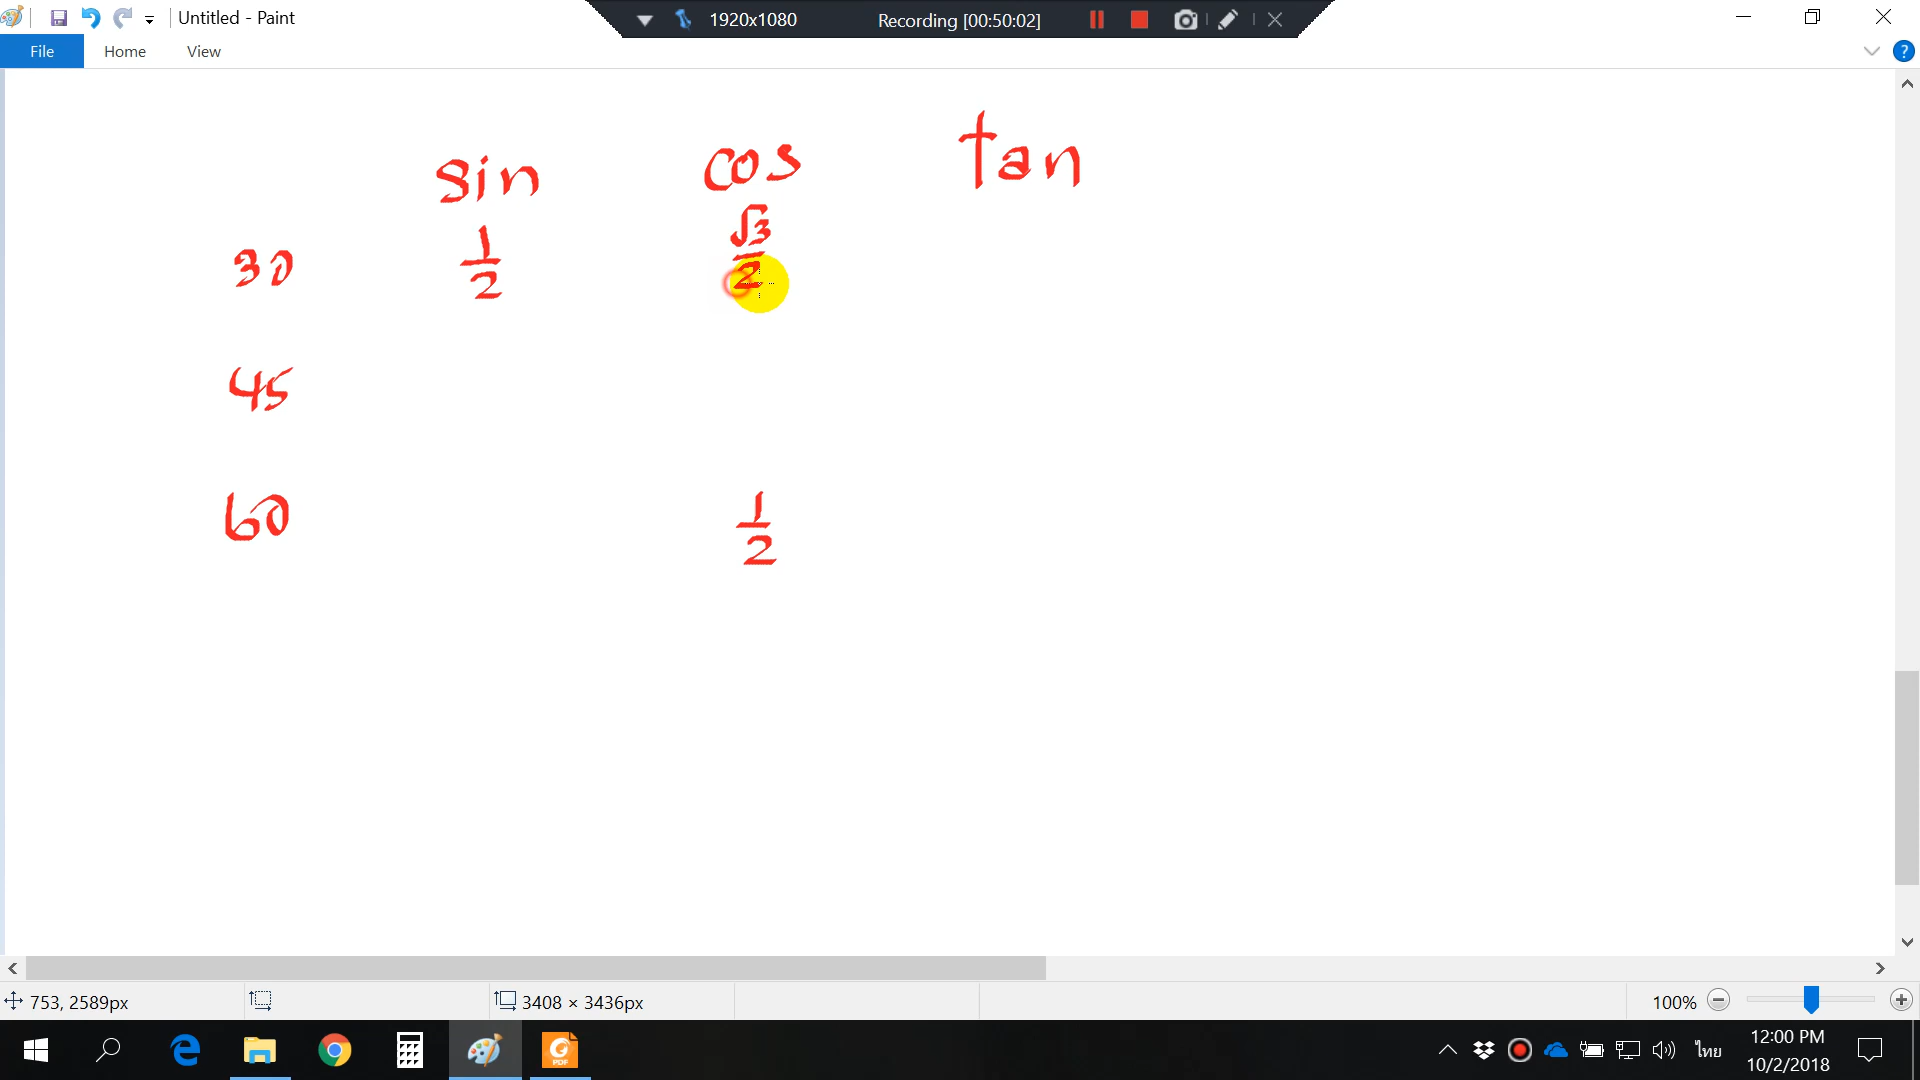 Untitled - Paint
1920x1080 Recording [00:50:02]
File Home View
sin cos tan
30 1/2 √3/2
45
60 1/2
753, 2589px 3408 × 3436px 100%
PDF
ไทย 12:00 PM
10/2/2018